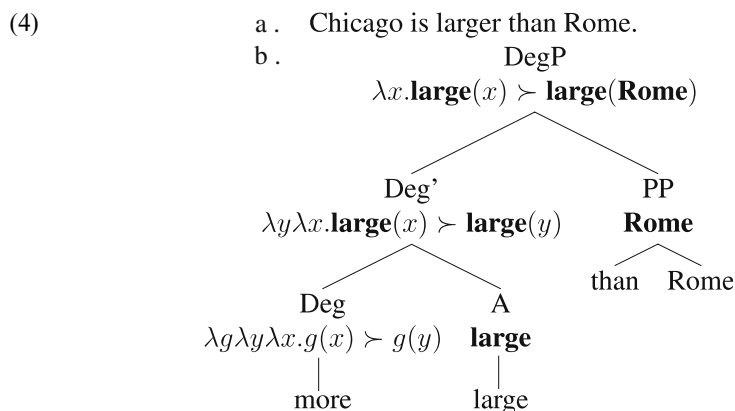 (4) a . Chicago is larger than Rome.
b . DegP
λx.large(x) ≻ large(Rome)
Deg’ PP
λyλx.large(x) ≻ large(y) Rome
than Rome
Deg A
λgλyλx.g(x) ≻ g(y) large
more large